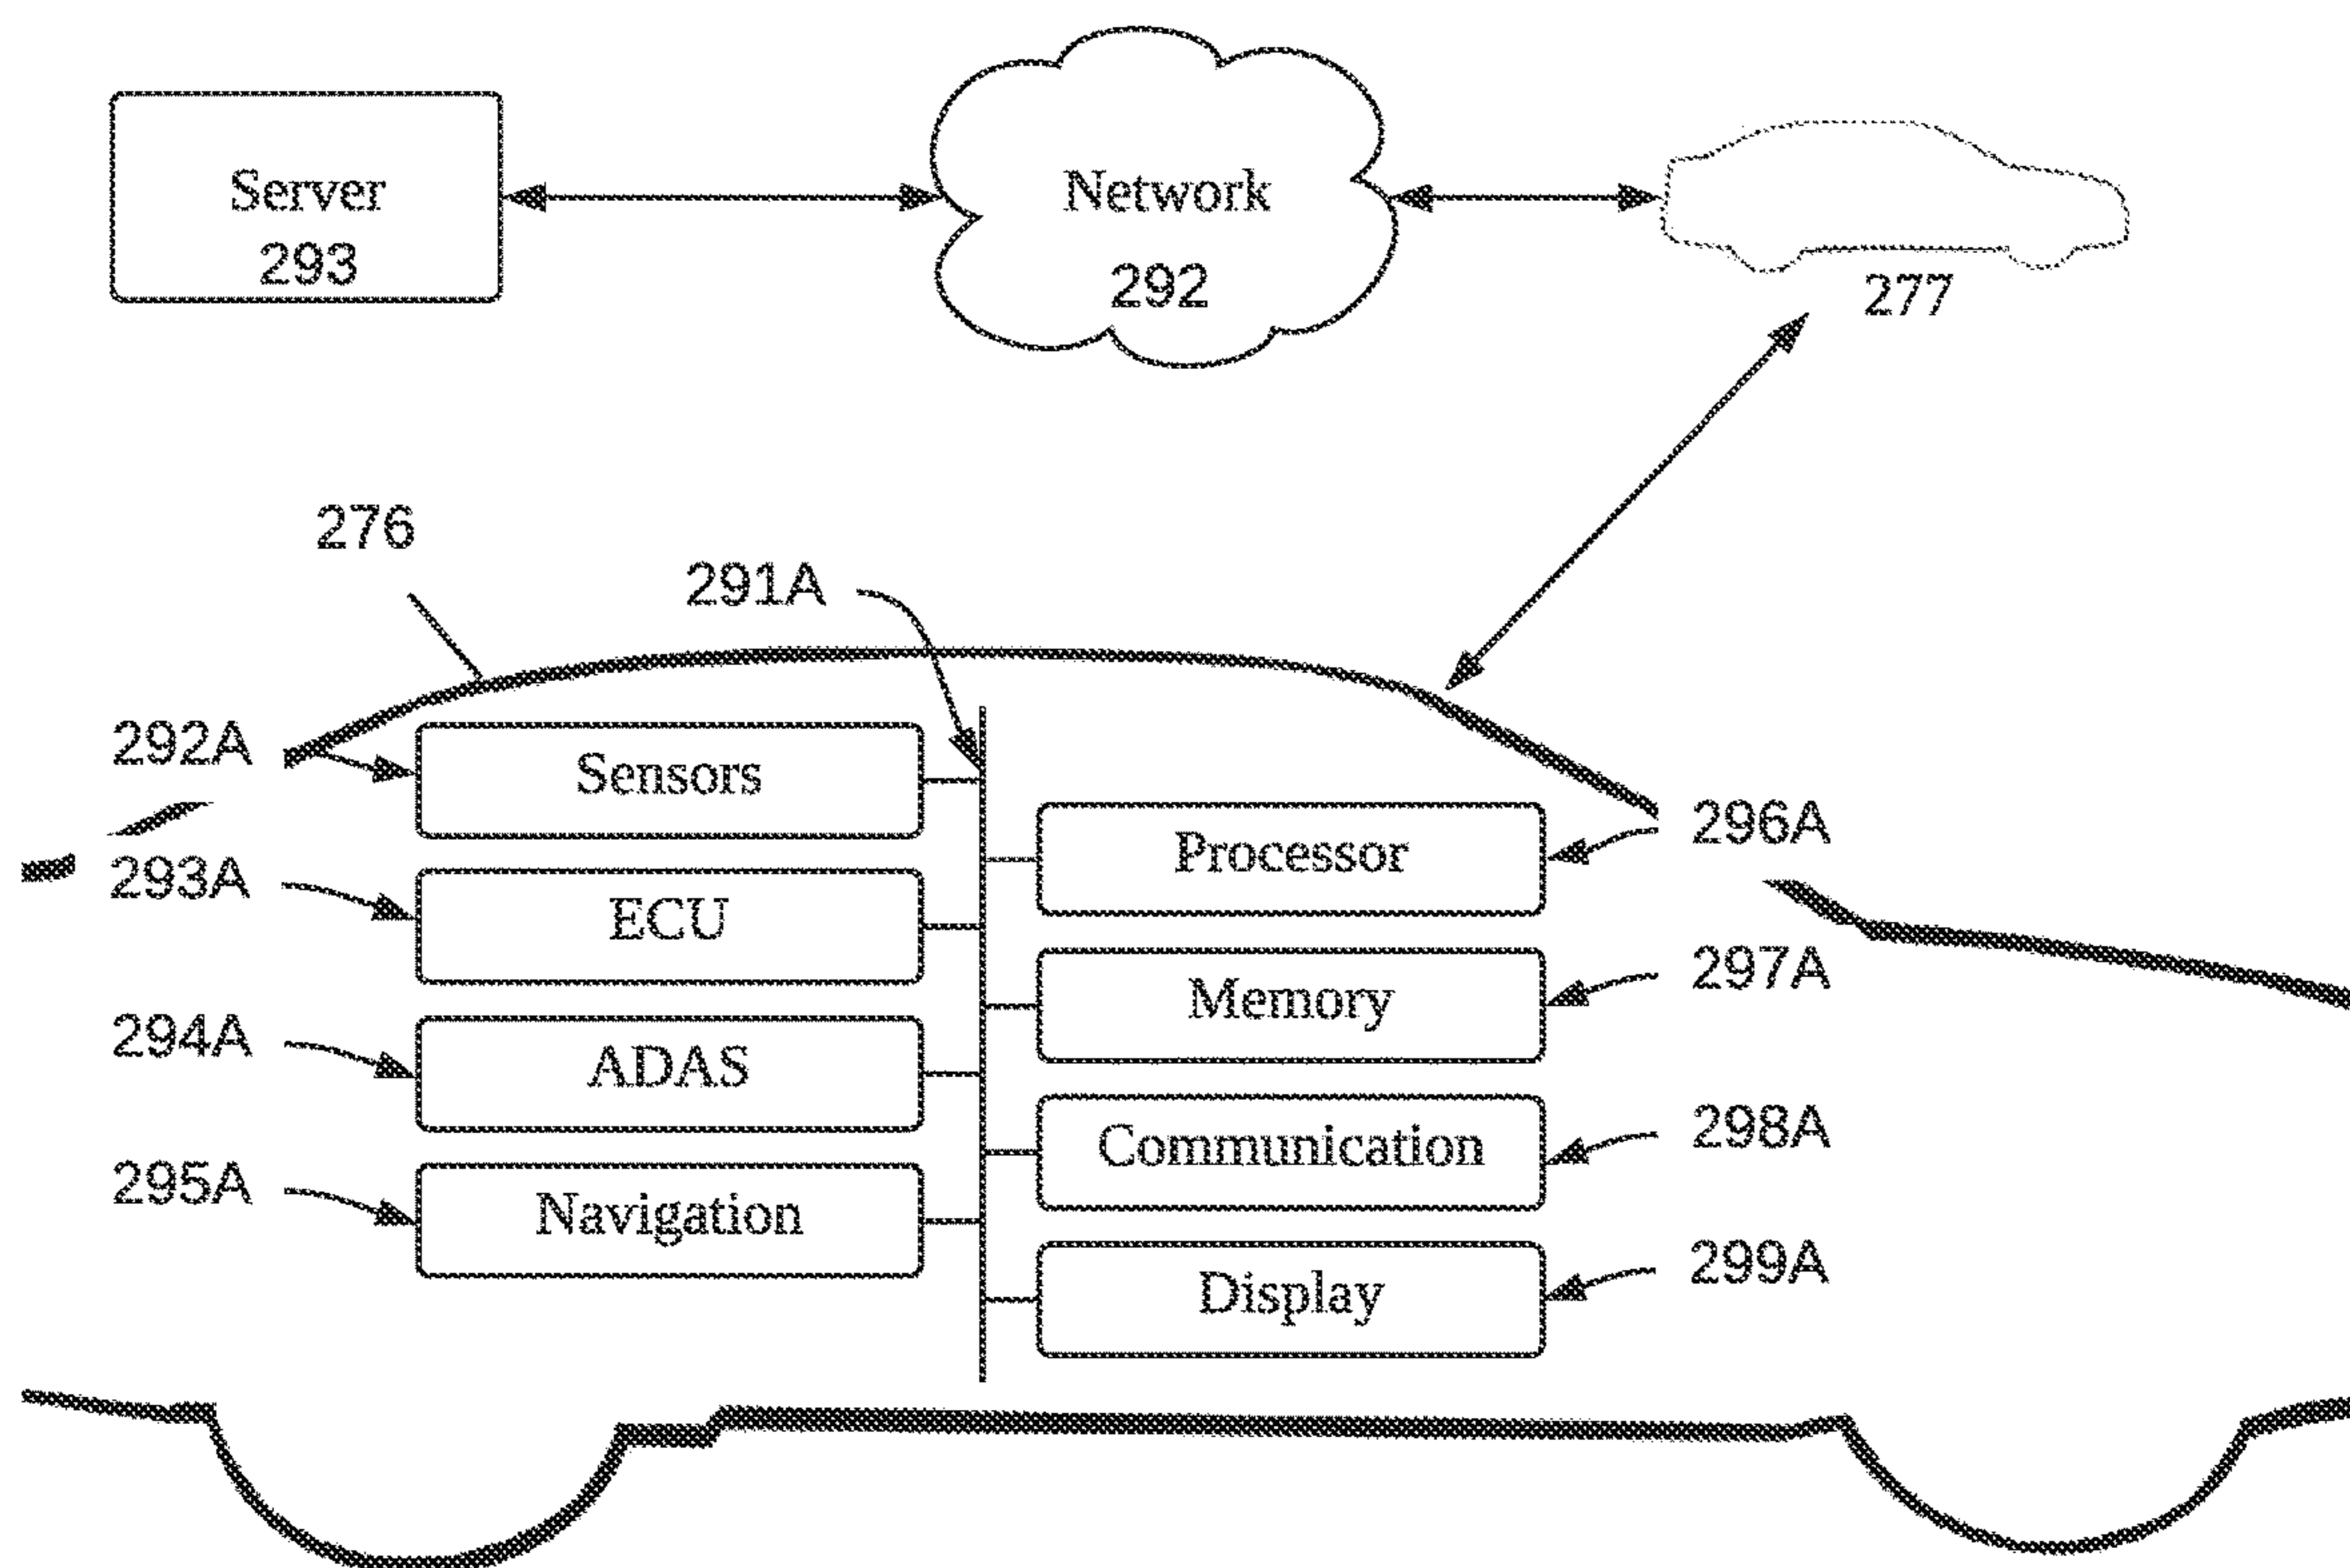 Server
293
Network
292
277
276
291A
292A
Sensors
296A
Processor
293A
ECU
297A
Memory
294A
ADAS
298A
Communication
295A
Navigation
299A
Display